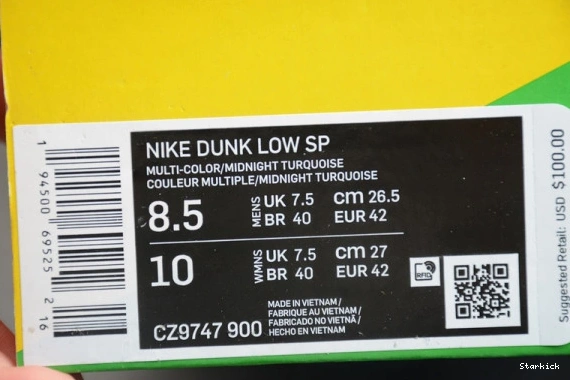 NIKE DUNK LOW SP
MULTI-COLOR/MIDNIGHT TURQUOISE
COULEUR MULTIPLE/MIDNIGHT TURQUOISE
8.5 MENS UK 7.5 cm 26.5
BR 40 EUR 42
10 WMNS UK 7.5 cm 27
BR 40 EUR 42
RFID
MADE IN VIETNAM /
FABRIQUE AU VIETNAM /
FABRICADO NO VIETNÃ /
HECHO EN VIETNAM
CZ9747 900
1 94500 69525 2 16
Suggested Retail: USD $100.00
Starkick